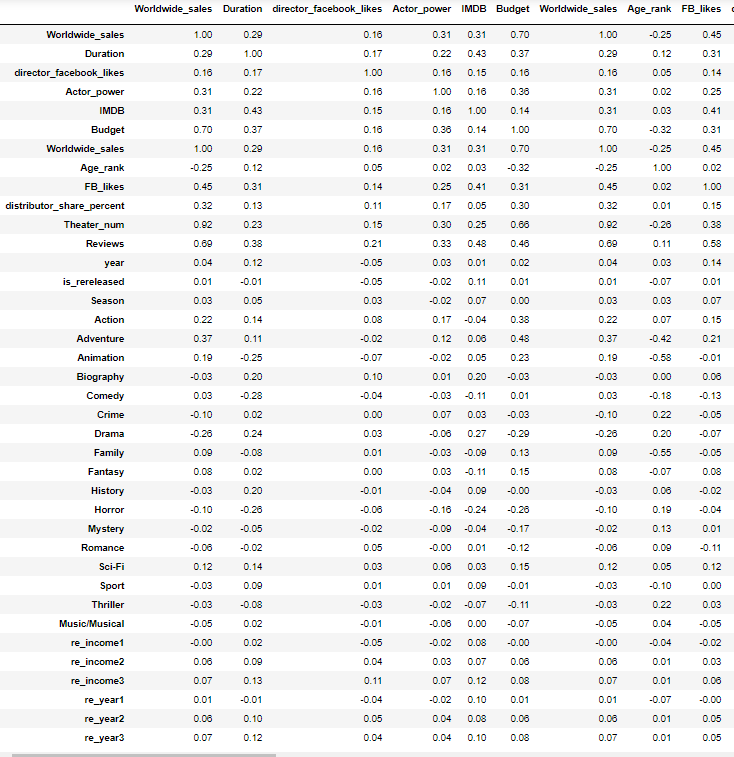 Worldwide_sales Duration director_facebook_likes Actor_power IMDB Budget Worldwide_sales Age_rank FB_likes
Worldwide_sales 1.00 0.29 0.16 0.31 0.31 0.70 1.00 -0.25 0.45
Duration 0.29 1.00 0.17 0.22 0.43 0.37 0.29 0.12 0.31
director_facebook_likes 0.16 0.17 1.00 0.16 0.15 0.16 0.16 0.05 0.14
Actor_power 0.31 0.22 0.16 1.00 0.16 0.36 0.31 0.02 0.25
IMDB 0.31 0.43 0.15 0.16 1.00 0.14 0.31 0.03 0.41
Budget 0.70 0.37 0.16 0.36 0.14 1.00 0.70 -0.32 0.31
Worldwide_sales 1.00 0.29 0.16 0.31 0.31 0.70 1.00 -0.25 0.45
Age_rank -0.25 0.12 0.05 0.02 0.03 -0.32 -0.25 1.00 0.02
FB_likes 0.45 0.31 0.14 0.25 0.41 0.31 0.45 0.02 1.00
distributor_share_percent 0.32 0.13 0.11 0.17 0.05 0.30 0.32 0.01 0.15
Theater_num 0.92 0.23 0.15 0.30 0.25 0.66 0.92 -0.26 0.38
Reviews 0.69 0.38 0.21 0.33 0.48 0.46 0.69 0.11 0.58
year 0.04 0.12 -0.05 0.03 0.01 0.02 0.04 0.03 0.14
is_rereleased 0.01 -0.01 -0.05 -0.02 0.11 0.01 0.01 -0.07 0.01
Season 0.03 0.05 0.03 -0.02 0.07 0.00 0.03 0.03 0.07
Action 0.22 0.14 0.08 0.17 -0.04 0.38 0.22 0.07 0.15
Adventure 0.37 0.11 -0.02 0.12 0.06 0.48 0.37 -0.42 0.21
Animation 0.19 -0.25 -0.07 -0.02 0.05 0.23 0.19 -0.58 -0.01
Biography -0.03 0.20 0.10 0.01 0.20 -0.03 -0.03 0.00 0.06
Comedy 0.03 -0.28 -0.04 -0.03 -0.11 0.01 0.03 -0.18 -0.13
Crime -0.10 0.02 0.00 0.07 0.03 -0.03 -0.10 0.22 -0.05
Drama -0.26 0.24 0.03 -0.06 0.27 -0.29 -0.26 0.20 -0.07
Family 0.09 -0.08 0.01 -0.03 -0.09 0.13 0.09 -0.55 -0.05
Fantasy 0.08 0.02 0.00 0.03 -0.11 0.15 0.08 -0.07 0.08
History -0.03 0.20 -0.01 -0.04 0.09 -0.00 -0.03 0.06 -0.02
Horror -0.10 -0.26 -0.06 -0.16 -0.24 -0.26 -0.10 0.19 -0.04
Mystery -0.02 -0.05 -0.02 -0.09 -0.04 -0.17 -0.02 0.13 0.01
Romance -0.06 -0.02 0.05 -0.00 0.01 -0.12 -0.06 0.09 -0.11
Sci-Fi 0.12 0.14 0.03 0.06 0.03 0.15 0.12 0.05 0.12
Sport -0.03 0.09 0.01 0.01 0.09 -0.01 -0.03 -0.10 0.00
Thriller -0.03 -0.08 -0.03 -0.02 -0.07 -0.11 -0.03 0.22 0.03
Music/Musical -0.05 0.02 -0.01 -0.06 0.00 -0.07 -0.05 0.04 -0.05
re_income1 -0.00 0.02 -0.05 -0.02 0.08 -0.00 -0.00 -0.04 -0.02
re_income2 0.06 0.09 0.04 0.03 0.07 0.06 0.06 0.01 0.03
re_income3 0.07 0.13 0.11 0.07 0.12 0.08 0.07 0.01 0.06
re_year1 0.01 -0.01 -0.04 -0.02 0.10 0.01 0.01 -0.07 -0.00
re_year2 0.06 0.10 0.05 0.04 0.08 0.06 0.06 0.01 0.05
re_year3 0.07 0.12 0.04 0.04 0.10 0.08 0.07 0.01 0.05